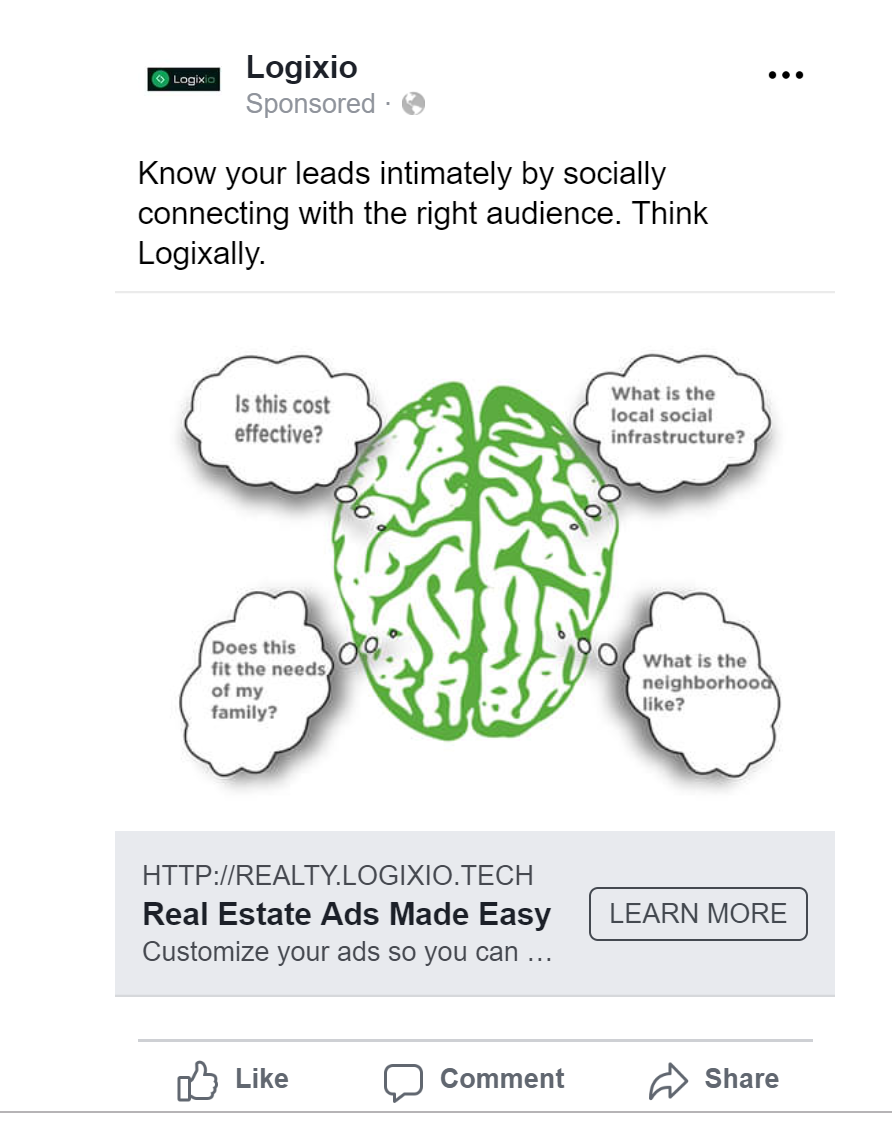 Logixio
Logixio
Sponsored ·
Know your leads intimately by socially
connecting with the right audience. Think
Logixally.
Is this cost
effective?
What is the
local social
infrastructure?
Does this
fit the needs
of my
family?
What is the
neighborhood
like?
HTTP://REALTY.LOGIXIO.TECH
Real Estate Ads Made Easy
Customize your ads so you can ...
LEARN MORE
Like
Comment
Share